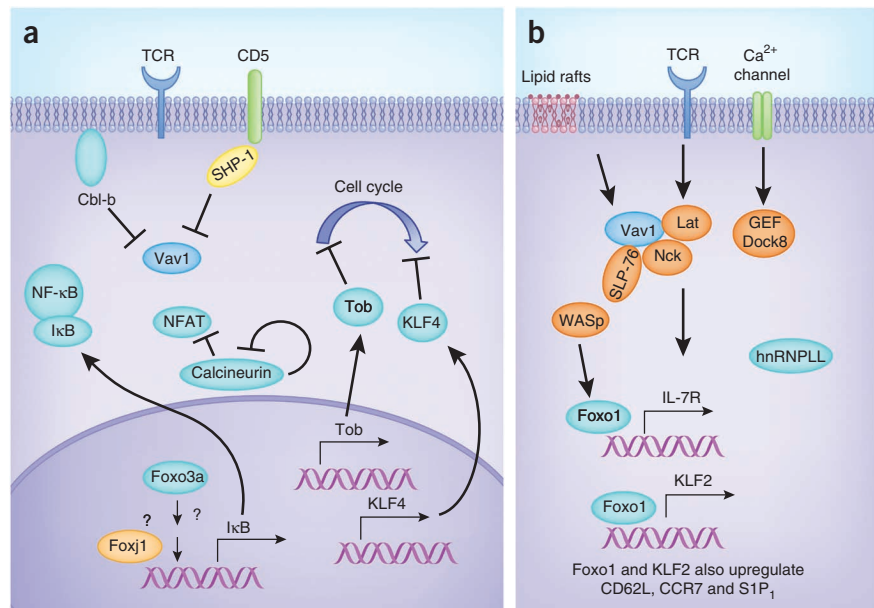 a
TCR
CD5
SHP-1
Cbl-b
Vav1
Cell cycle
NF-κB
IκB
NFAT
Calcineurin
Tob
KLF4
Tob
Foxo3a
?
?
Foxj1
IκB
KLF4
b
Lipid rafts
TCR
Ca2+
channel
Vav1
Lat
Nck
SLP-76
GEF
Dock8
WASp
hnRNPLL
Foxo1
IL-7R
Foxo1
KLF2
Foxo1 and KLF2 also upregulate
CD62L, CCR7 and S1P1